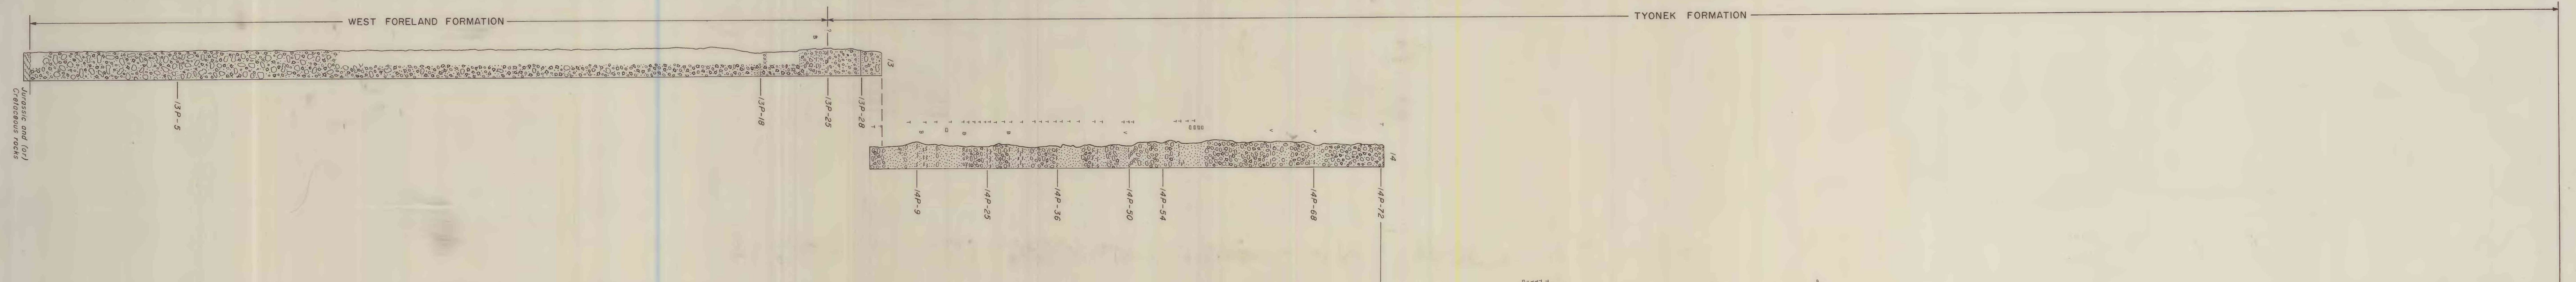 WEST FORELAND FORMATION
TYONEK FORMATION
13
Jurassic and (or)
Cretaceous rocks
13P-5
13P-18
13P-25
13P-28
14
14P-9
14P-25
14P-36
14P-50
14P-54
14P-68
14P-72